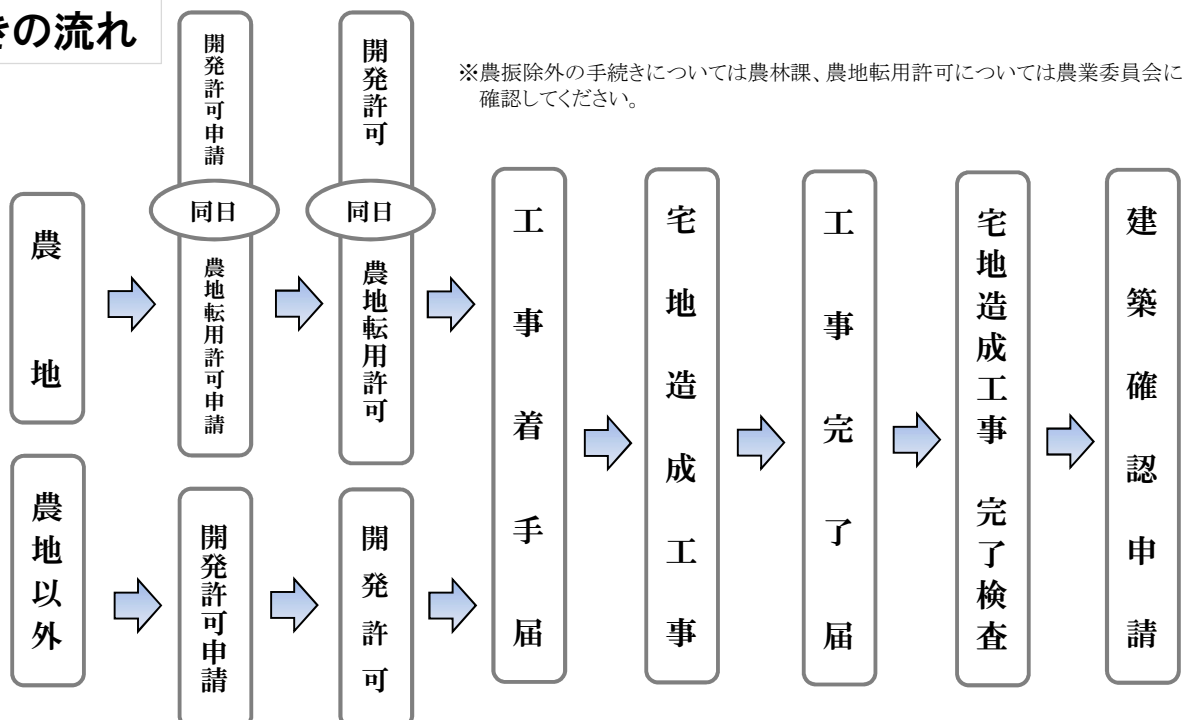 きの流れ
※農振除外の手続きについては農林課、農地転用許可については農業委員会に
確認してください。
農地
開発許可申請
同日
農地転用許可申請
開発許可
同日
農地転用許可
農地以外
開発許可申請
開発許可
工事着手届
宅地造成工事
工事完了届
宅地造成工事 完了検査
建築確認申請